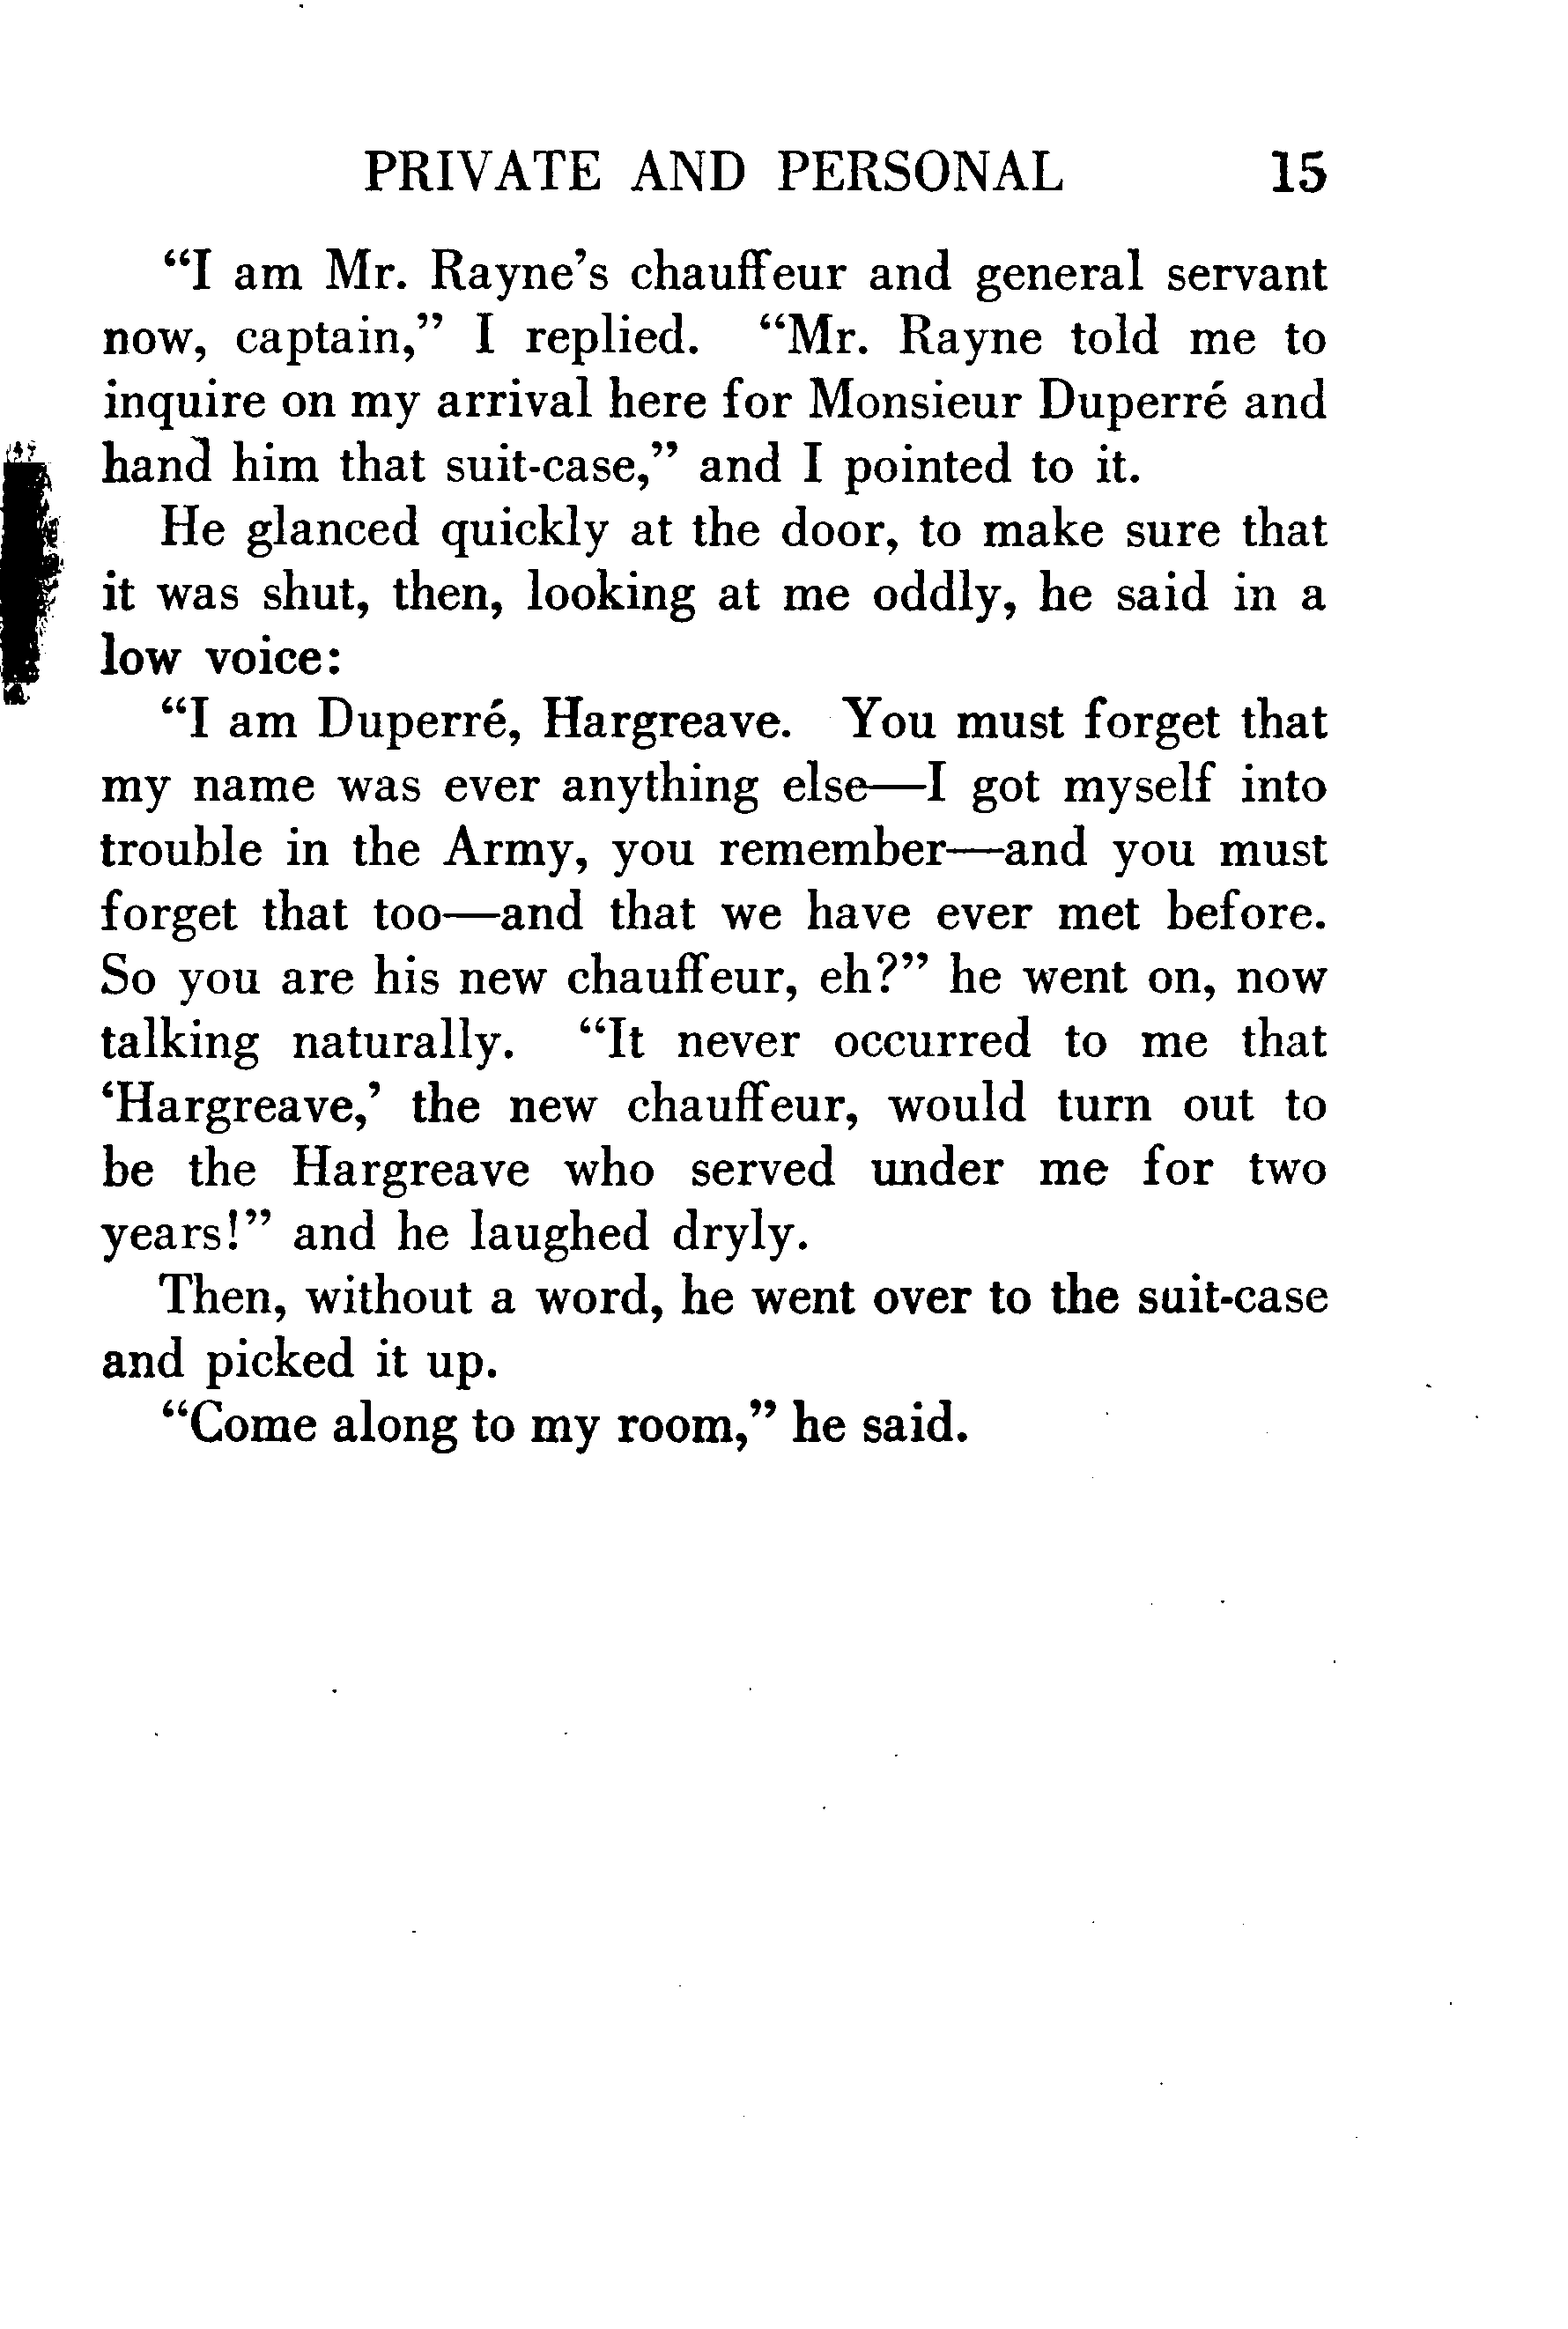 PRIVATE AND PERSONAL 15
“I am Mr. Rayne’s chauffeur and general servant
now, captain,” I replied. “Mr. Rayne told me to
inquire on my arrival here for Monsieur Duperré and
hand him that suit-case,” and I pointed to it.
He glanced quickly at the door, to make sure that
it was shut, then, looking at me oddly, he said in a
low voice:
“I am Duperré, Hargreave. You must forget that
my name was ever anything else—I got myself into
trouble in the Army, you remember—and you must
forget that too—and that we have ever met before.
So you are his new chauffeur, eh?” he went on, now
talking naturally. “It never occurred to me that
‘Hargreave,’ the new chauffeur, would turn out to
be the Hargreave who served under me for two
years!” and he laughed dryly.
Then, without a word, he went over to the suit-case
and picked it up.
“Come along to my room,” he said.